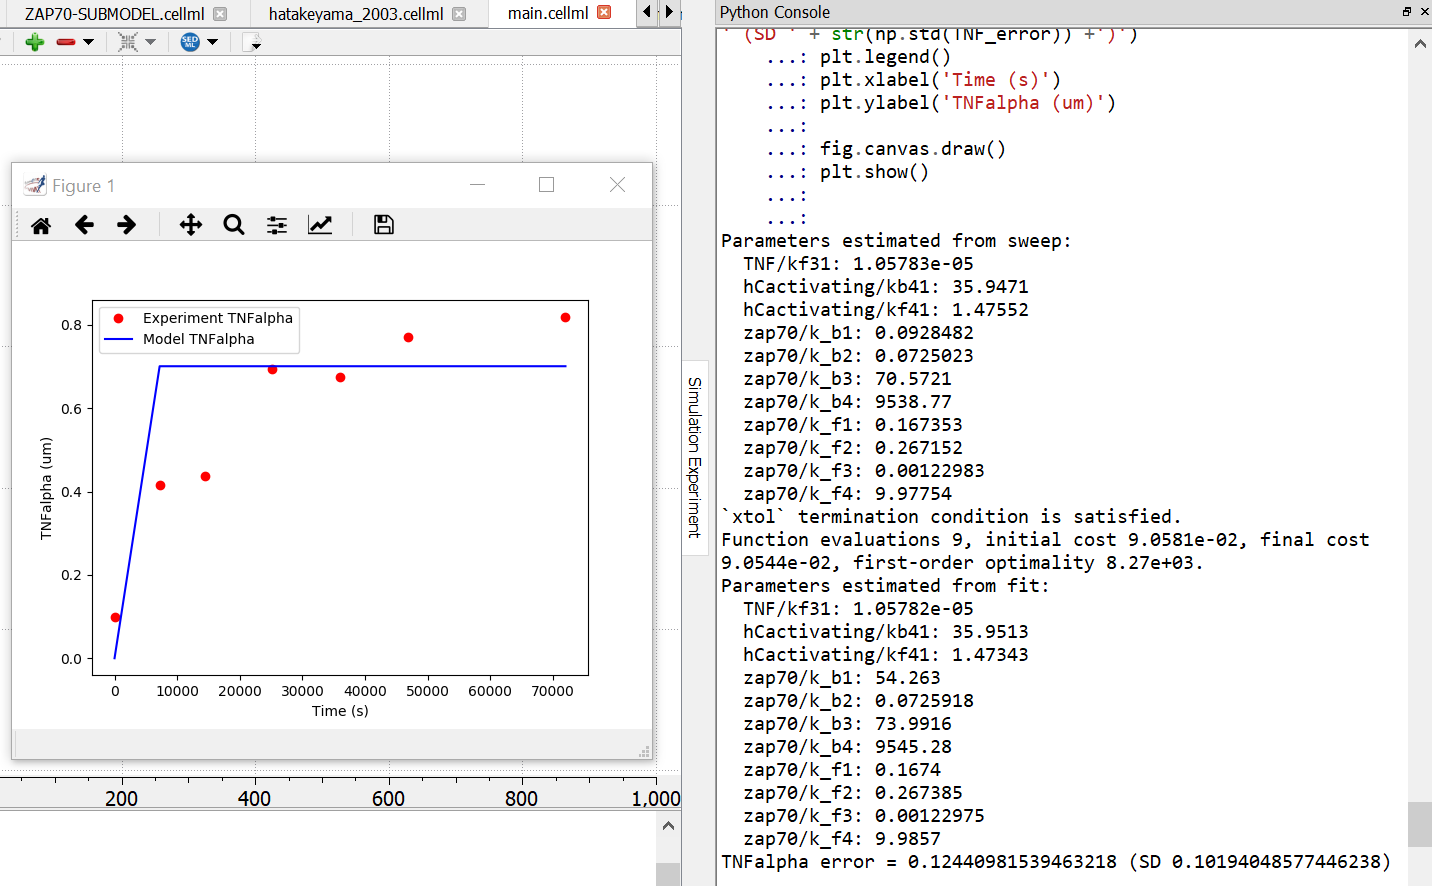 ZAP70-SUBMODEL.cellml
hatakeyama_2003.cellml
main.cellml
SED
ML
Figure 1
Experiment TNFalpha
Model TNFalpha
0.8
0.6
0.4
0.2
0.0
TNFalpha (um)
0 10000 20000 30000 40000 50000 60000 70000
Time (s)
200 400 600 800 1,000
Simulation Experiment
Python Console
' (SD ' + str(np.std(TNF_error)) +')')
...: plt.legend()
...: plt.xlabel('Time (s)')
...: plt.ylabel('TNFalpha (um)')
...:
...: fig.canvas.draw()
...: plt.show()
...:
...:
Parameters estimated from sweep:
TNF/kf31: 1.05783e-05
hCactivating/kb41: 35.9471
hCactivating/kf41: 1.47552
zap70/k_b1: 0.0928482
zap70/k_b2: 0.0725023
zap70/k_b3: 70.5721
zap70/k_b4: 9538.77
zap70/k_f1: 0.167353
zap70/k_f2: 0.267152
zap70/k_f3: 0.00122983
zap70/k_f4: 9.97754
`xtol` termination condition is satisfied.
Function evaluations 9, initial cost 9.0581e-02, final cost
9.0544e-02, first-order optimality 8.27e+03.
Parameters estimated from fit:
TNF/kf31: 1.05782e-05
hCactivating/kb41: 35.9513
hCactivating/kf41: 1.47343
zap70/k_b1: 54.263
zap70/k_b2: 0.0725918
zap70/k_b3: 73.9916
zap70/k_b4: 9545.28
zap70/k_f1: 0.1674
zap70/k_f2: 0.267385
zap70/k_f3: 0.00122975
zap70/k_f4: 9.9857
TNFalpha error = 0.12440981539463218 (SD 0.10194048577446238)